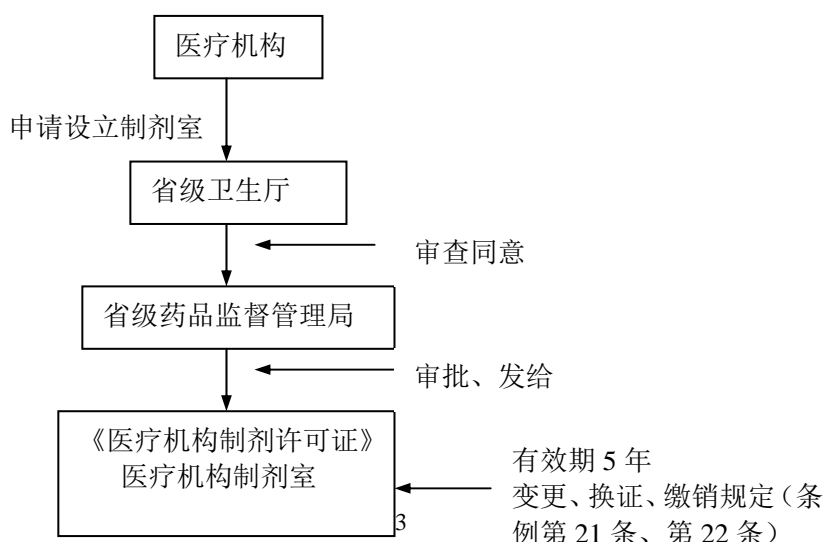 医疗机构
申请设立制剂室
省级卫生厅
审查同意
省级药品监督管理局
审批、发给
《医疗机构制剂许可证》
医疗机构制剂室
3
有效期 5 年
变更、换证、缴销规定（条
例第 21 条、第 22 条）